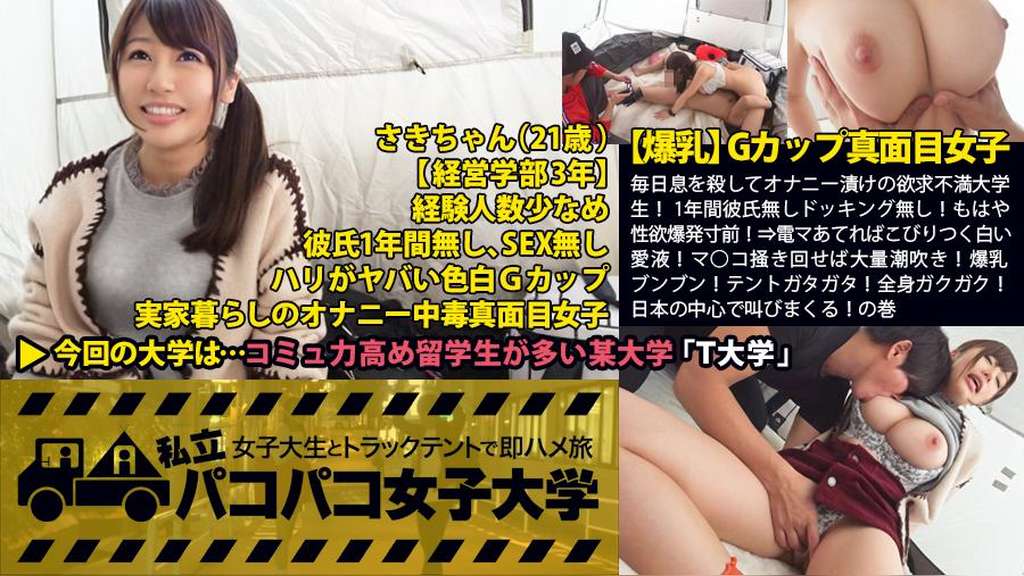 さきちゃん(21歳)
【経営学部3年】
経験人数少なめ
彼氏1年間無し、SEX無し
ハリがヤバい色白Gカップ
実家暮らしのオナニー中毒真面目女子
▶今回の大学は…コミュ力高め留学生が多い某大学「T大学」
【爆乳】Gカップ真面目女子
毎日息を殺してオナニー漬けの欲求不満大学
生！1年間彼氏無しドッキング無し！もはや
性欲爆発寸前！⇒電マあてればこびりつく白い
愛液！マ〇コ掻き回せば大量潮吹き！爆乳
ブンブン！テントガタガタ！全身ガクガク！
日本の中心で叫びまくる！の巻
私立 女子大生とトラックテントで即ハメ旅
パコパコ女子大学